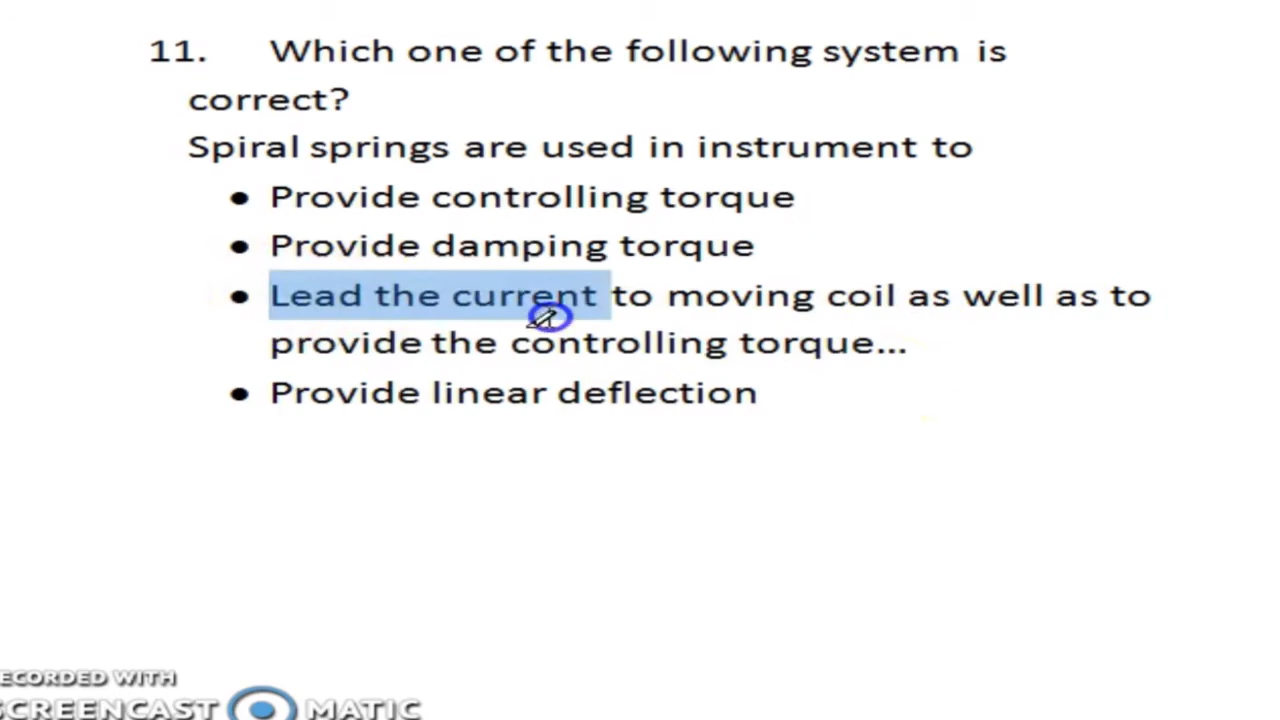 11. Which one of the following system is
correct?
Spiral springs are used in instrument to
● Provide controlling torque
● Provide damping torque
● Lead the current to moving coil as well as to
provide the controlling torque...
● Provide linear deflection
ECORDED WITH
SCREENCAST MATIC